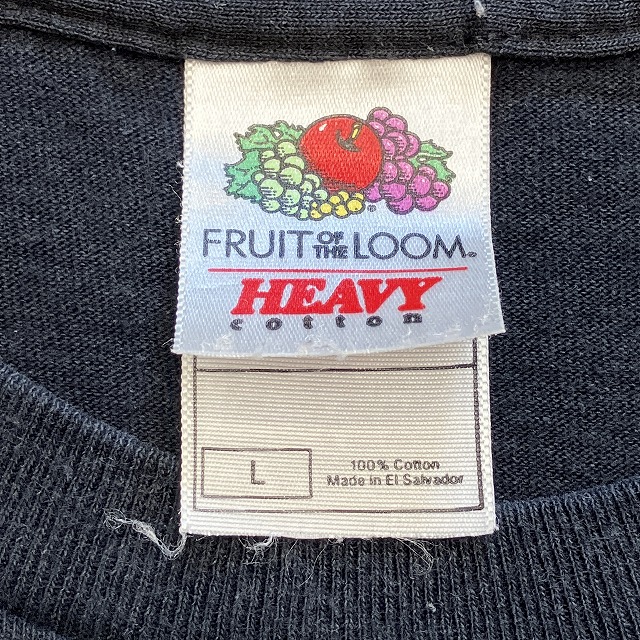 FRUIT OF THE LOOM®
HEAVY
cotton
L
100% Cotton
Made in El Salvador